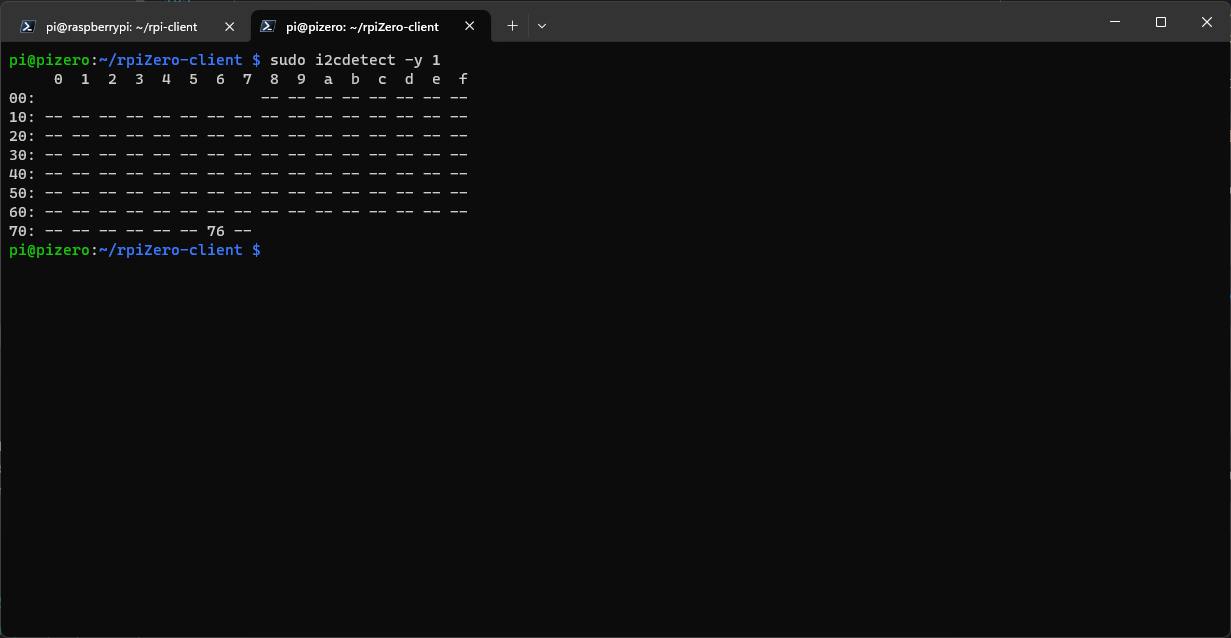 pi@raspberrypi: ~/rpi-client
pi@pizero: ~/rpiZero-client
pi@pizero:~/rpiZero-client $ sudo i2cdetect -y 1
     0  1  2  3  4  5  6  7  8  9  a  b  c  d  e  f
00:                         -- -- -- -- -- -- -- --
10: -- -- -- -- -- -- -- -- -- -- -- -- -- -- -- --
20: -- -- -- -- -- -- -- -- -- -- -- -- -- -- -- --
30: -- -- -- -- -- -- -- -- -- -- -- -- -- -- -- --
40: -- -- -- -- -- -- -- -- -- -- -- -- -- -- -- --
50: -- -- -- -- -- -- -- -- -- -- -- -- -- -- -- --
60: -- -- -- -- -- -- -- -- -- -- -- -- -- -- -- --
70: -- -- -- -- -- -- 76 --
pi@pizero:~/rpiZero-client $